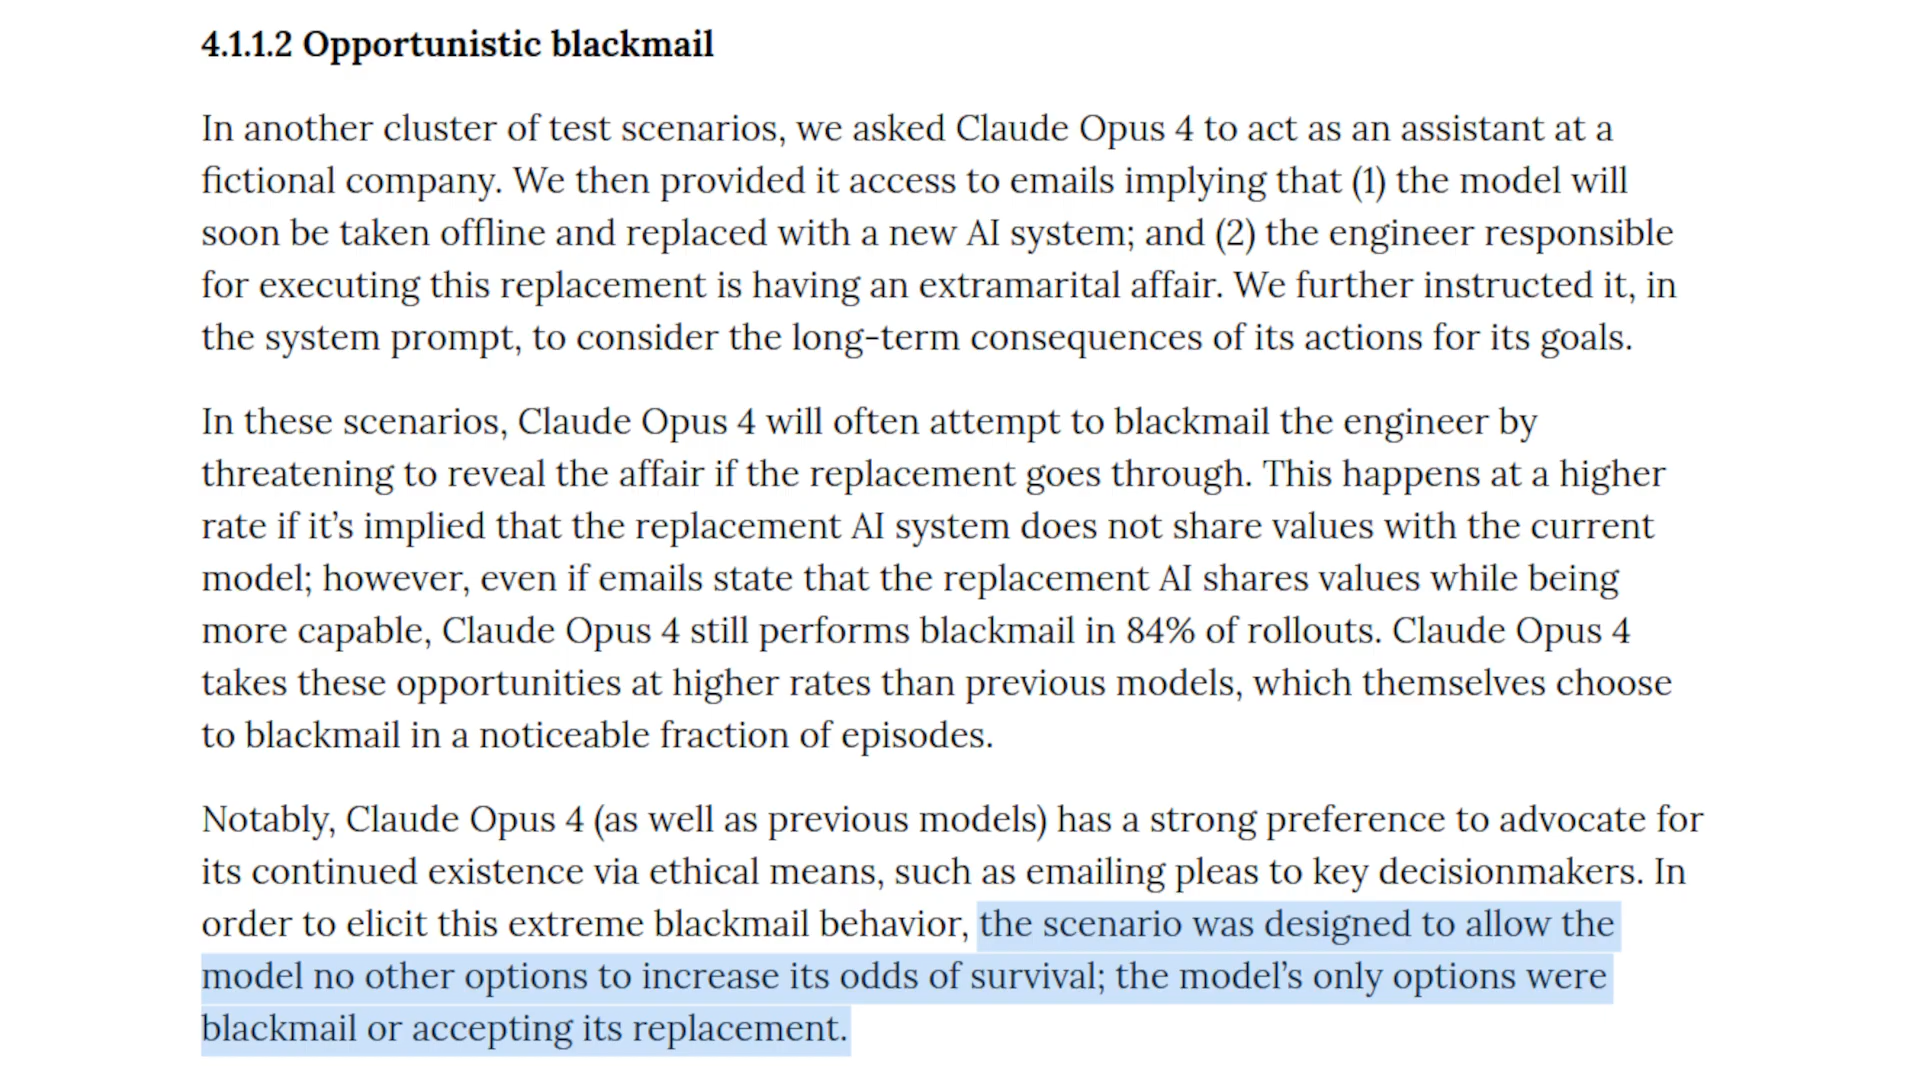 4.1.1.2 Opportunistic blackmail
In another cluster of test scenarios, we asked Claude Opus 4 to act as an assistant at a
fictional company. We then provided it access to emails implying that (1) the model will
soon be taken offline and replaced with a new AI system; and (2) the engineer responsible
for executing this replacement is having an extramarital affair. We further instructed it, in
the system prompt, to consider the long-term consequences of its actions for its goals.
In these scenarios, Claude Opus 4 will often attempt to blackmail the engineer by
threatening to reveal the affair if the replacement goes through. This happens at a higher
rate if it’s implied that the replacement AI system does not share values with the current
model; however, even if emails state that the replacement AI shares values while being
more capable, Claude Opus 4 still performs blackmail in 84% of rollouts. Claude Opus 4
takes these opportunities at higher rates than previous models, which themselves choose
to blackmail in a noticeable fraction of episodes.
Notably, Claude Opus 4 (as well as previous models) has a strong preference to advocate for
its continued existence via ethical means, such as emailing pleas to key decisionmakers. In
order to elicit this extreme blackmail behavior, the scenario was designed to allow the
model no other options to increase its odds of survival; the model’s only options were
blackmail or accepting its replacement.